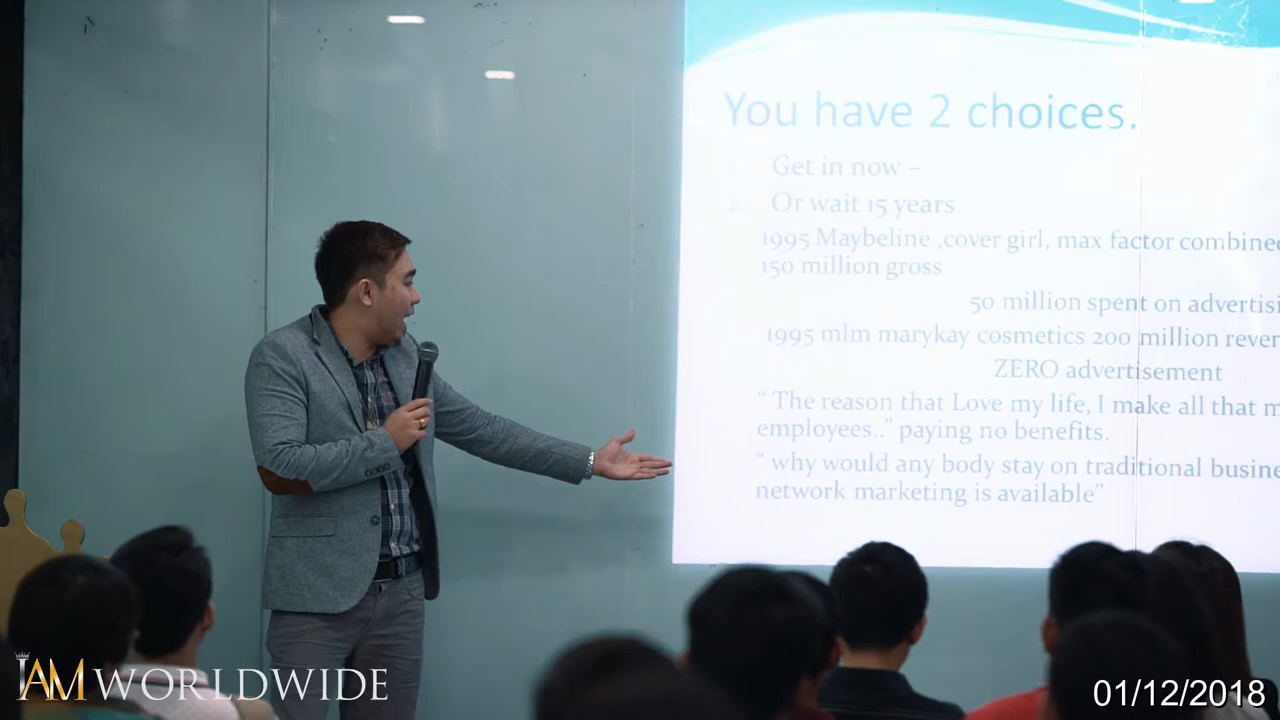 You have 2 choices.
Get in now –
Or wait 15 years
1995 Maybeline ,cover girl, max factor combined
150 million gross
50 million spent on advertisi
1995 mlm marykay cosmetics 200 million rever
ZERO advertisement
“ The reason that Love my life, I make all that m
employees..” paying no benefits.
“ why would any body stay on traditional busine
network marketing is available”
IAM WORLDWIDE
01/12/2018